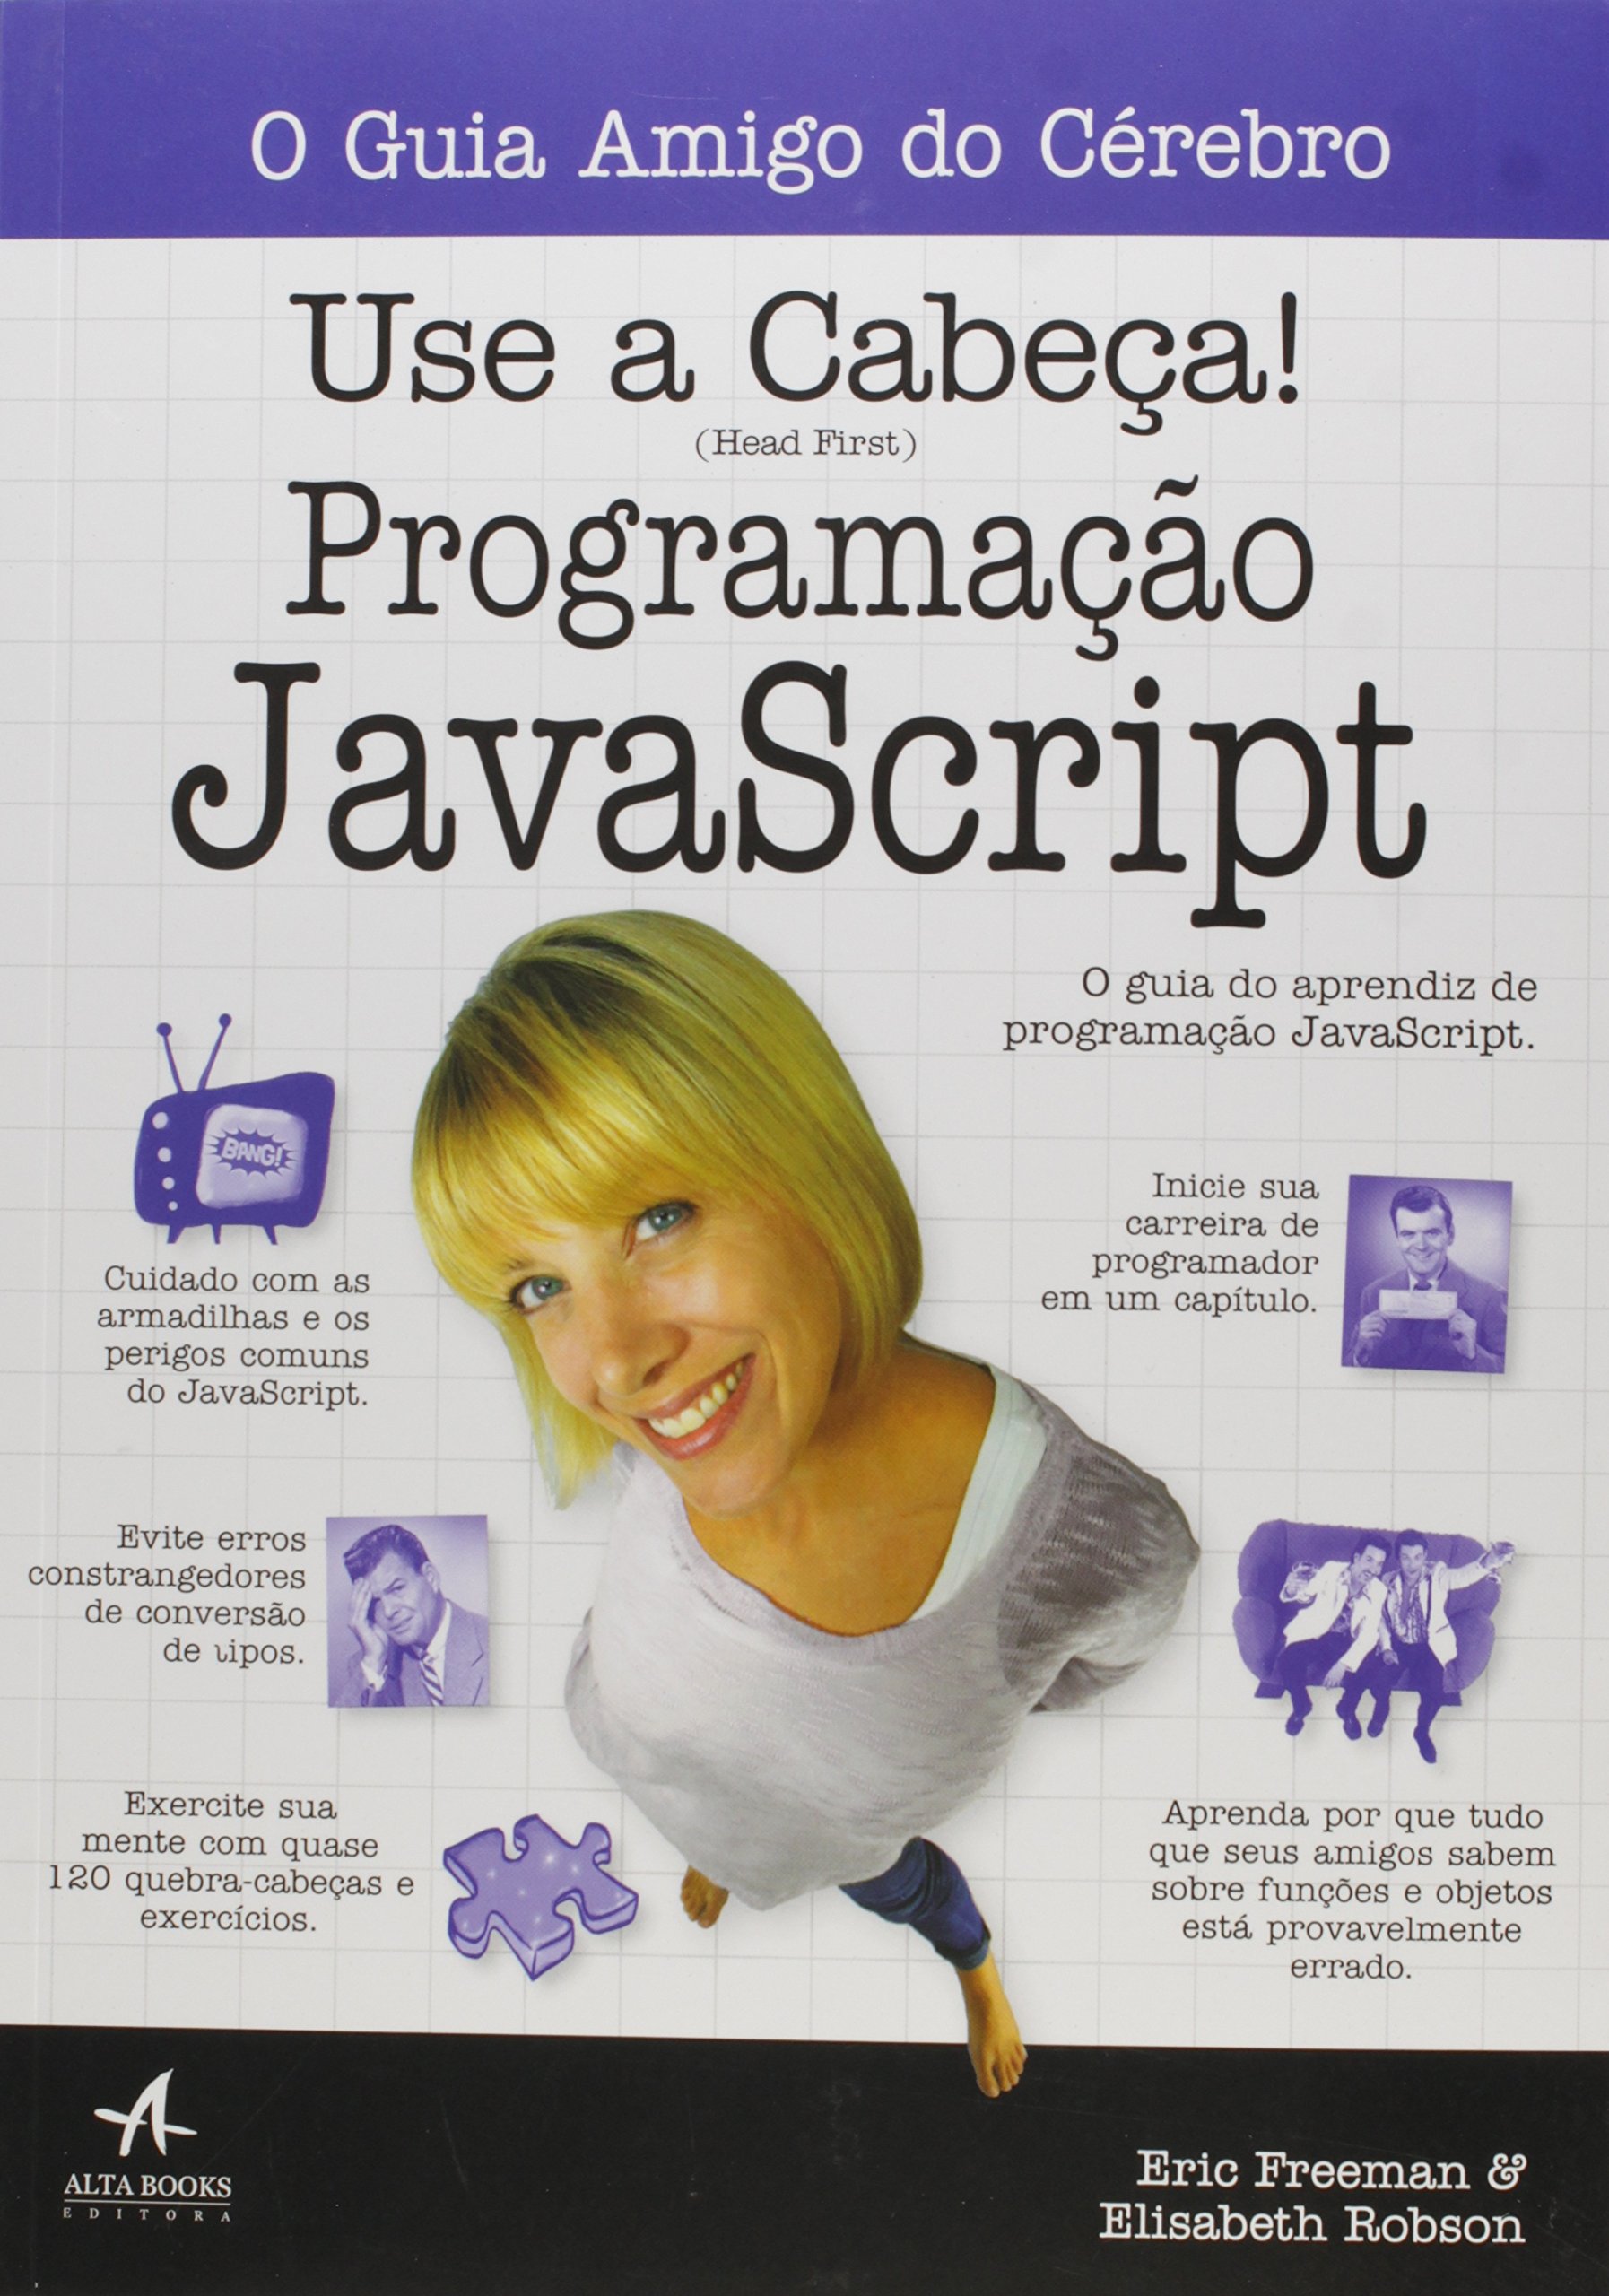 O Guia Amigo do Cérebro
Use a Cabeça!
(Head First)
Programação
JavaScript
O guia do aprendiz de
programação JavaScript.
BANG!
Cuidado com as
armadilhas e os
perigos comuns
do JavaScript.
Inicie sua
carreira de
programador
em um capítulo.
Evite erros
constrangedores
de conversão
de tipos.
Exercite sua
mente com quase
120 quebra-cabeças e
exercícios.
Aprenda por que tudo
que seus amigos sabem
sobre funções e objetos
está provavelmente
errado.
ALTA BOOKS
EDITORA
Eric Freeman &
Elisabeth Robson